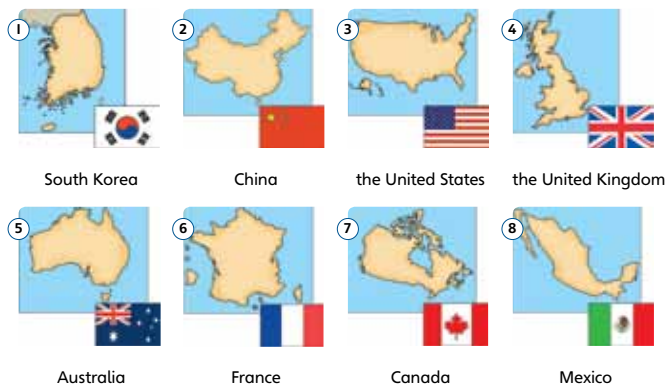 1 2 3 4
South Korea China the United States the United Kingdom
5 6 7 8
Australia France Canada Mexico